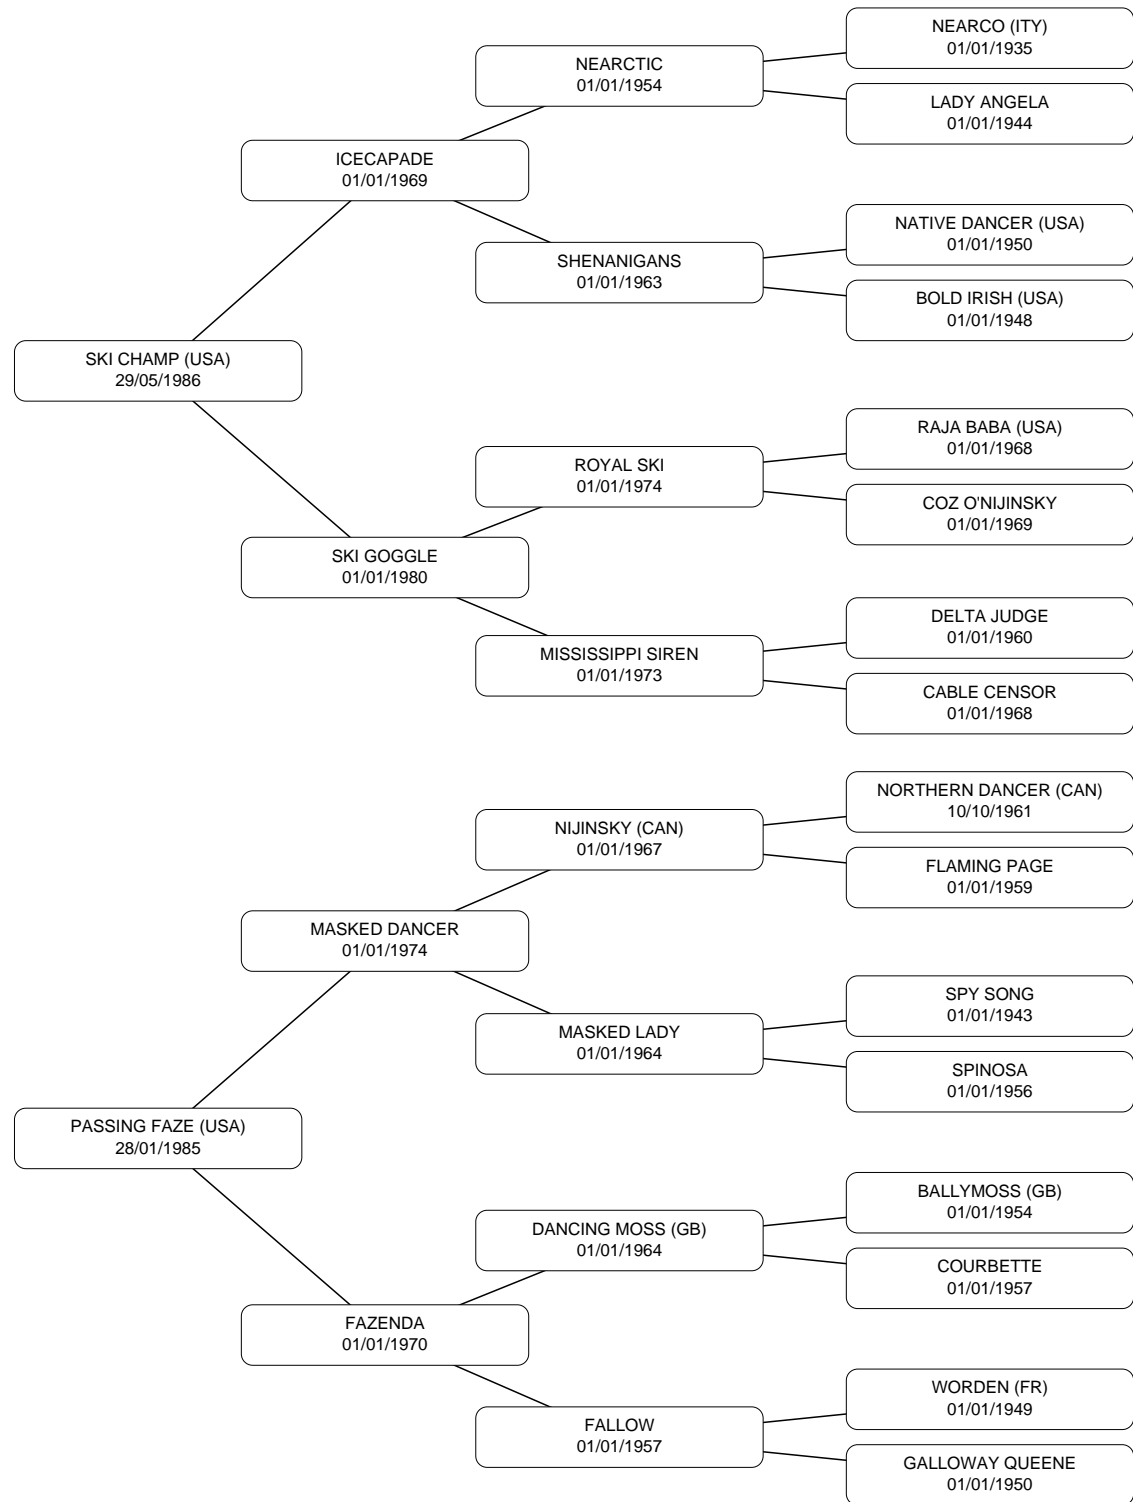 NEARCO (ITY)
01/01/1935
NEARCTIC
01/01/1954
LADY ANGELA
01/01/1944
ICECAPADE
01/01/1969
NATIVE DANCER (USA)
01/01/1950
SHENANIGANS
01/01/1963
BOLD IRISH (USA)
01/01/1948
SKI CHAMP (USA)
29/05/1986
RAJA BABA (USA)
01/01/1968
ROYAL SKI
01/01/1974
COZ O'NIJINSKY
01/01/1969
SKI GOGGLE
01/01/1980
DELTA JUDGE
01/01/1960
MISSISSIPPI SIREN
01/01/1973
CABLE CENSOR
01/01/1968
NORTHERN DANCER (CAN)
10/10/1961
NIJINSKY (CAN)
01/01/1967
FLAMING PAGE
01/01/1959
MASKED DANCER
01/01/1974
SPY SONG
01/01/1943
MASKED LADY
01/01/1964
SPINOSA
01/01/1956
PASSING FAZE (USA)
28/01/1985
BALLYMOSS (GB)
01/01/1954
DANCING MOSS (GB)
01/01/1964
COURBETTE
01/01/1957
FAZENDA
01/01/1970
WORDEN (FR)
01/01/1949
FALLOW
01/01/1957
GALLOWAY QUEENE
01/01/1950